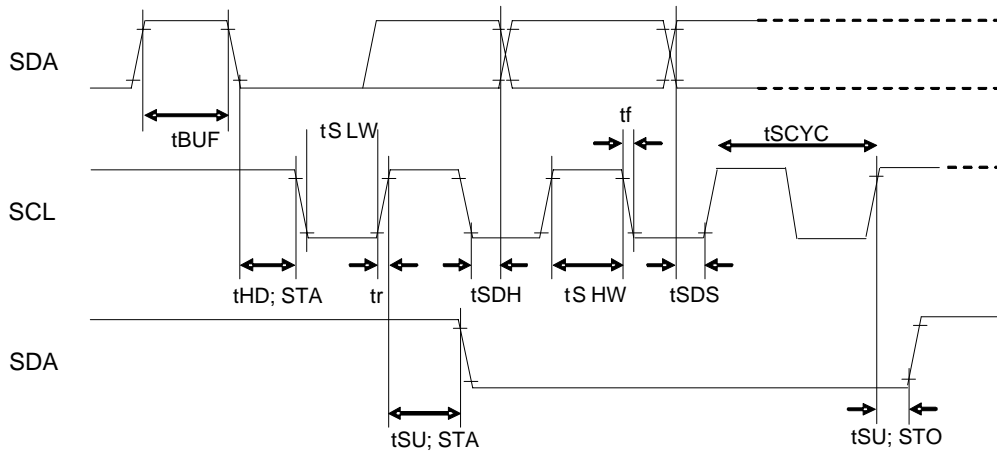 SDA
tBUF
tS LW
tf
tSCYC
SCL
tHD; STA
tr
tSDH
tS HW
tSDS
SDA
tSU; STA
tSU; STO